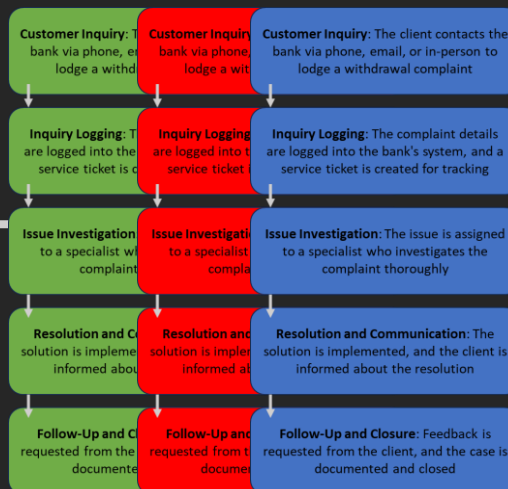 Customer Inquiry: T
bank via phone, e
lodge a withd
Inquiry Logging: T
are logged into the
service ticket is c
Issue Investigation
to a specialist w
complaint
Resolution and C
solution is impleme
informed abou
Follow-Up and Cl
requested from the
documente
Customer Inquiry
bank via phone,
lodge a wit
Inquiry Logging
are logged into t
service ticket
Issue Investigati
to a specialist
compla
Resolution and
solution is impler
informed ab
Follow-Up and
requested from t
documen
Customer Inquiry: The client contacts the
bank via phone, email, or in-person to
lodge a withdrawal complaint
Inquiry Logging: The complaint details
are logged into the bank's system, and a
service ticket is created for tracking
Issue Investigation: The issue is assigned
to a specialist who investigates the
complaint thoroughly
Resolution and Communication: The
solution is implemented, and the client is
informed about the resolution
Follow-Up and Closure: Feedback is
requested from the client, and the case is
documented and closed